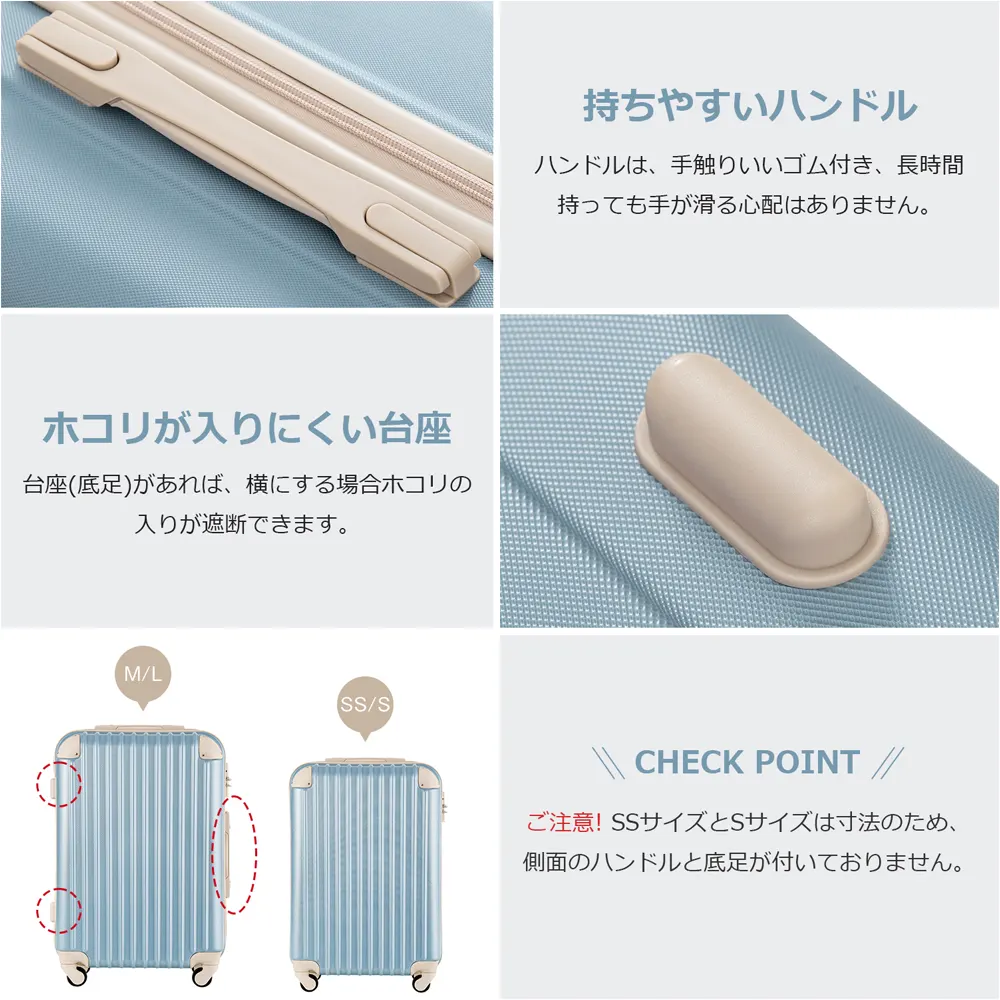 持ちやすいハンドル
ハンドルは、手触りいいゴム付き、長時間
持っても手が滑る心配はありません。
ホコリが入りにくい台座
台座(底足)があれば、横にする場合ホコリの
入りが遮断できます。
M/L
SS/S
CHECK POINT
ご注意! SSサイズとSサイズは寸法のため、
側面のハンドルと底足が付いておりません。